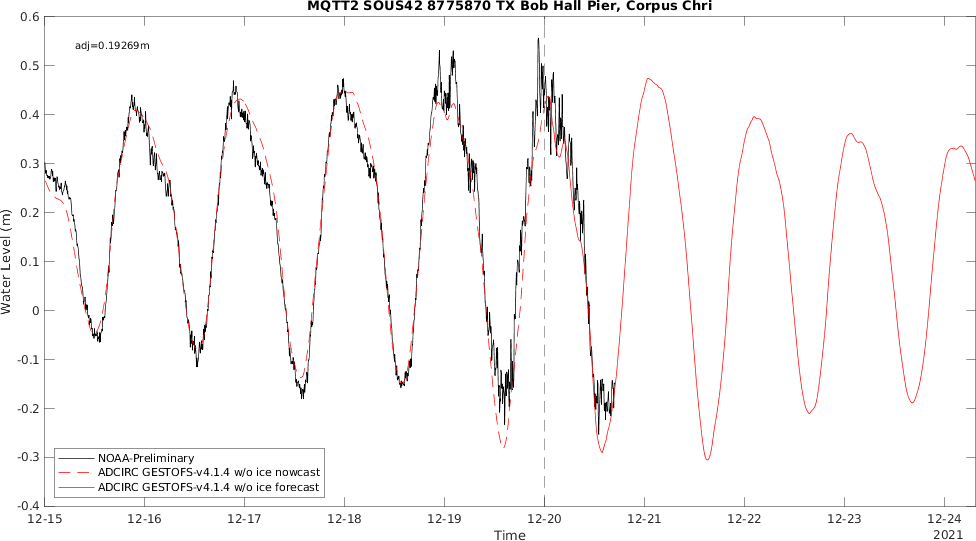 MQTT2 SOUS42 8775870 TX Bob Hall Pier, Corpus Chri
adj=0.19269m
0.6
0.5
0.4
0.3
0.2
0.1
0
-0.1
-0.2
-0.3
-0.4
Water Level (m)
NOAA-Preliminary
ADCIRC GESTOFS-v4.1.4 w/o ice nowcast
ADCIRC GESTOFS-v4.1.4 w/o ice forecast
12-15 12-16 12-17 12-18 12-19 12-20 12-21 12-22 12-23 12-24
Time
2021